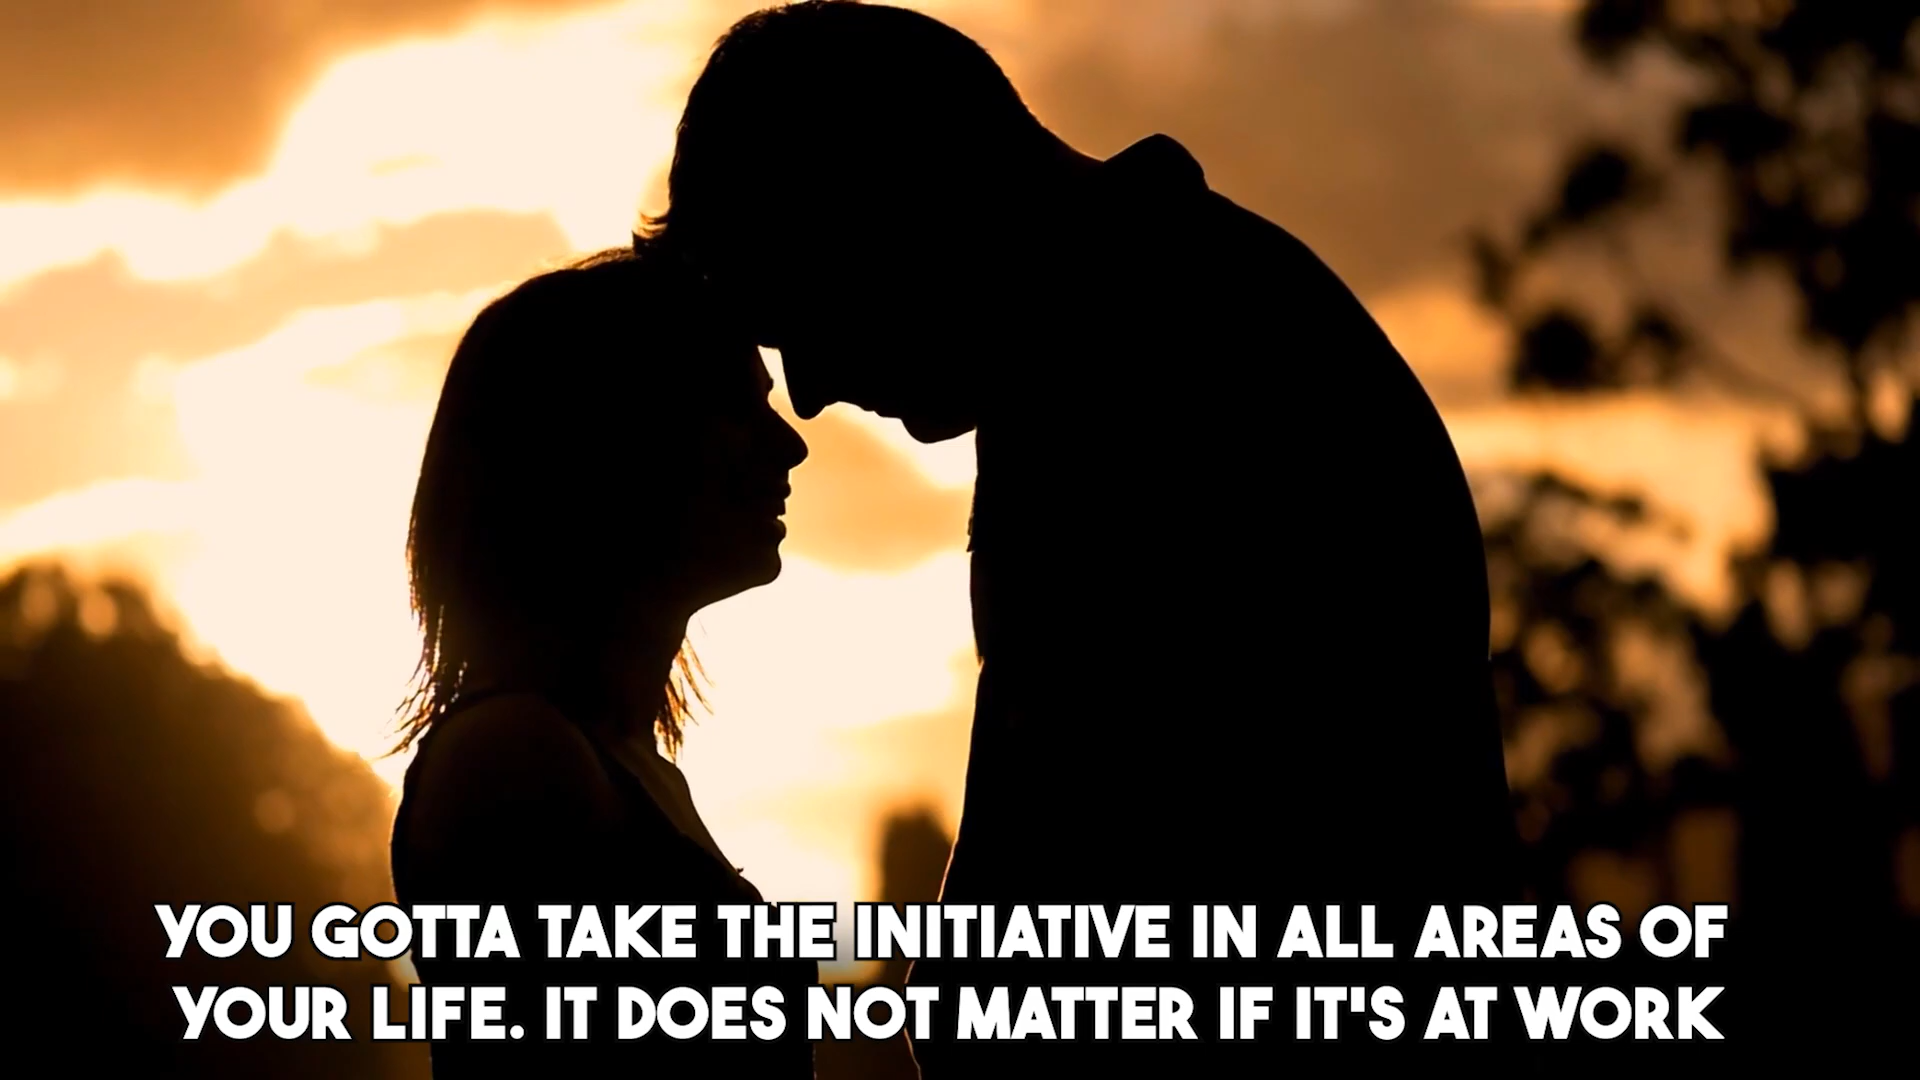 YOU GOTTA TAKE THE INITIATIVE IN ALL AREAS OF
YOUR LIFE. IT DOES NOT MATTER IF IT'S AT WORK